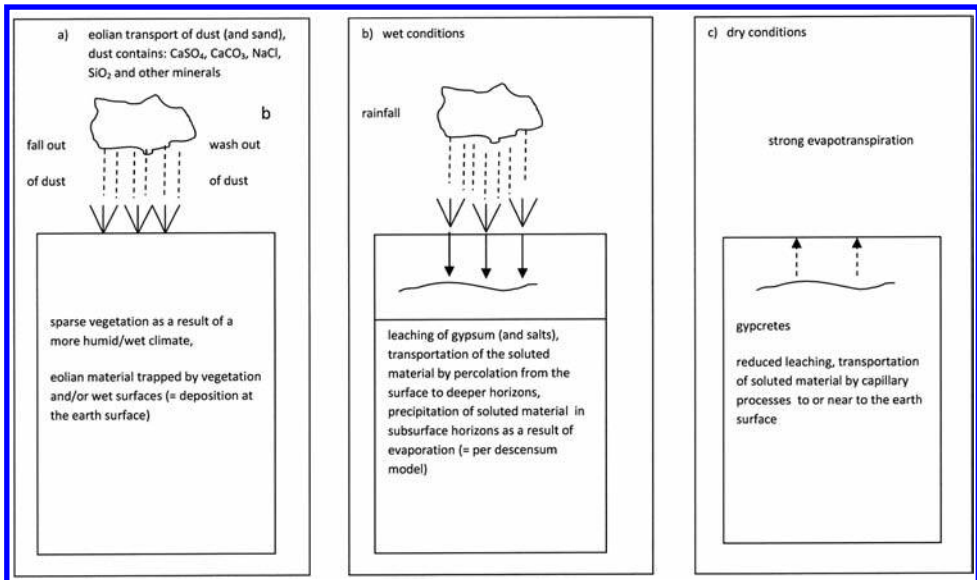 a) eolian transport of dust (and sand),
dust contains: CaSO₄, CaCO₃, NaCl,
SiO₂ and other minerals
b
fall out
wash out
of dust
of dust
sparse vegetation as a result of a
more humid/wet climate,
eolian material trapped by vegetation
and/or wet surfaces (= deposition at
the earth surface)
b) wet conditions
rainfall
leaching of gypsum (and salts),
transportation of the soluted
material by percolation from the
surface to deeper horizons,
precipitation of soluted material in
subsurface horizons as a result of
evaporation (= per descensum
model)
c) dry conditions
strong evapotranspiration
gypcretes
reduced leaching, transportation
of soluted material by capillary
processes to or near to the earth
surface